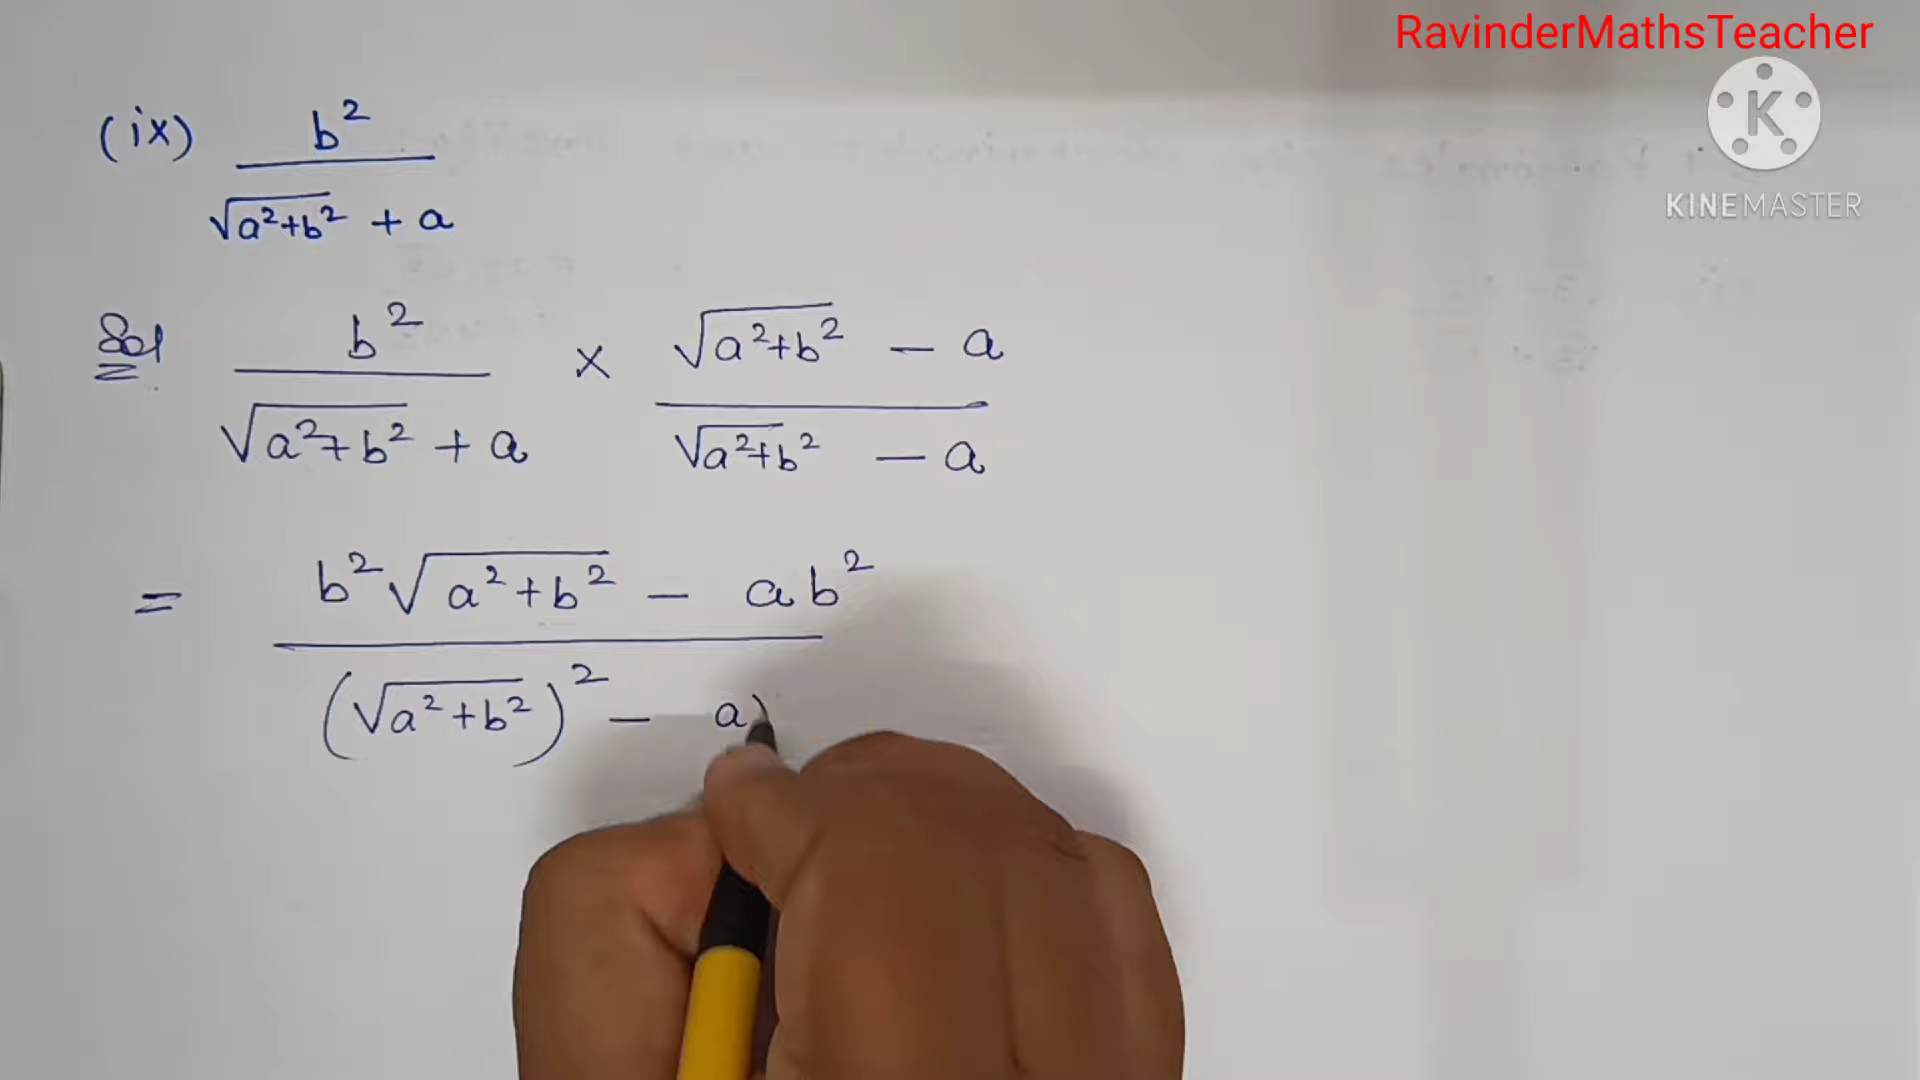 RavinderMathsTeacher
K
KINEMASTER
(ix) b²
√a²+b² + a
Sol b² × √a²+b² - a
√a²+b² + a √a²+b² - a
= b²√a²+b² - ab²
(√a²+b²)² - a